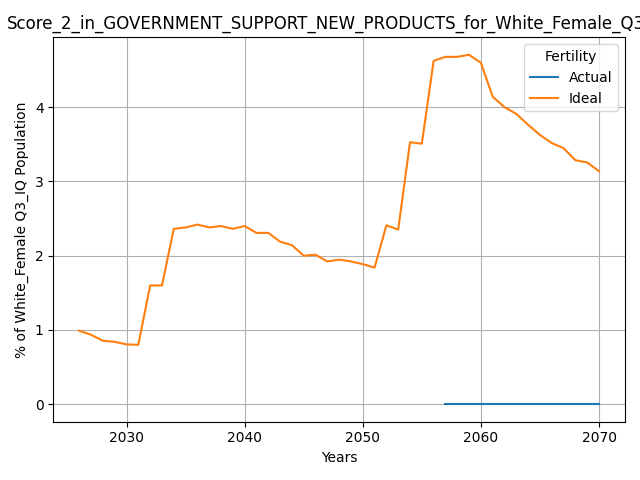 Score_2_in_GOVERNMENT_SUPPORT_NEW_PRODUCTS_for_White_Female_Q3
Fertility
Actual
Ideal
% of White_Female Q3_IQ Population
4
3
2
1
0
2030 2040 2050 2060 2070
Years